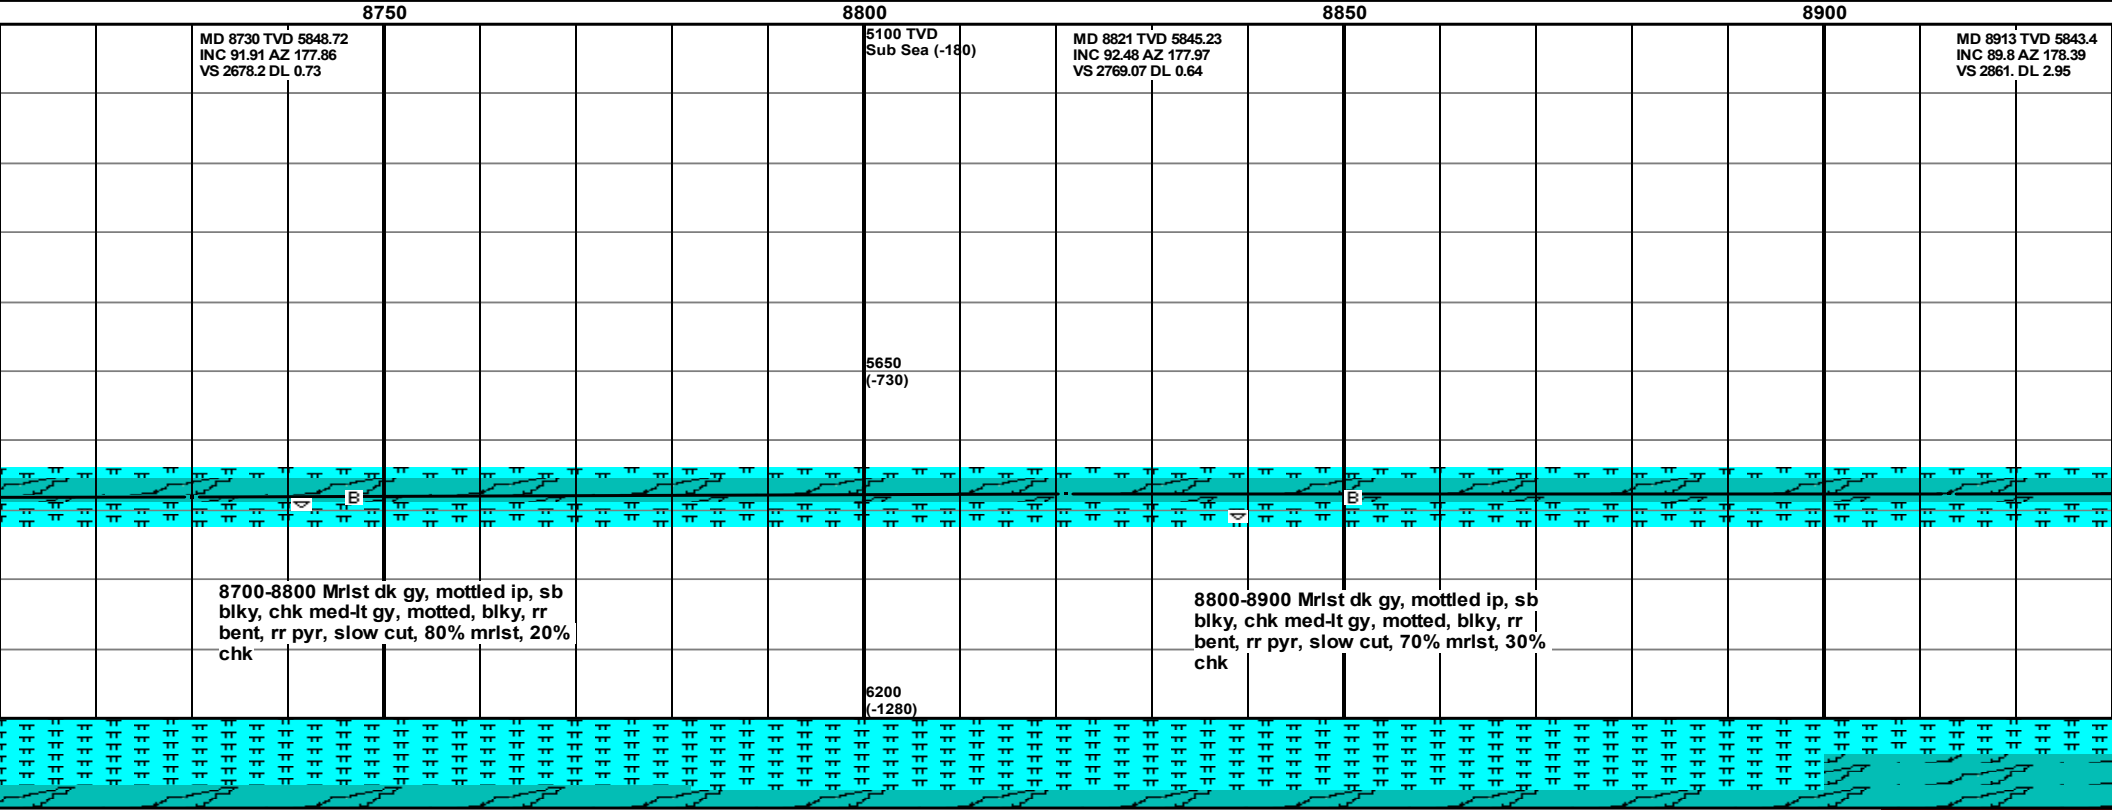 8750
8800
8850
8900
MD 8730 TVD 5848.72
INC 91.91 AZ 177.86
VS 2678.2 DL 0.73
5100 TVD
Sub Sea (-180)
MD 8821 TVD 5845.23
INC 92.48 AZ 177.97
VS 2769.07 DL 0.64
MD 8913 TVD 5843.4
INC 89.8 AZ 178.39
VS 2861. DL 2.95
5650
(-730)
B
B
8700-8800 Mrlst dk gy, mottled ip, sb
blky, chk med-lt gy, motted, blky, rr
bent, rr pyr, slow cut, 80% mrlst, 20%
chk
8800-8900 Mrlst dk gy, mottled ip, sb
blky, chk med-lt gy, motted, blky, rr
bent, rr pyr, slow cut, 70% mrlst, 30%
chk
6200
(-1280)